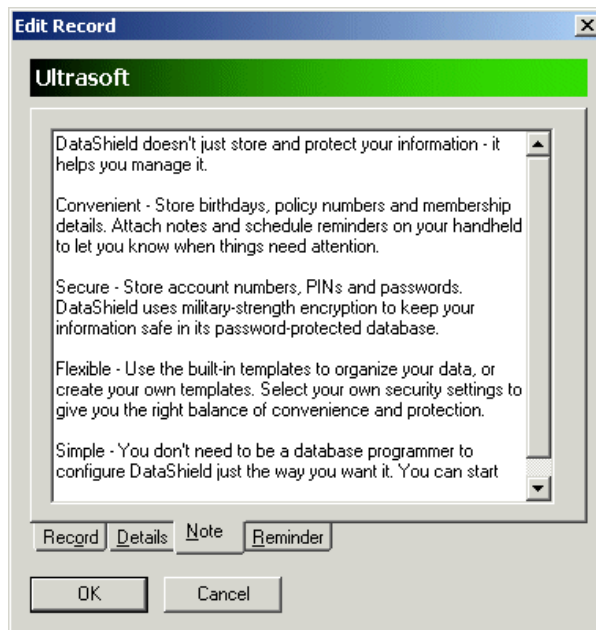 Edit Record
Ultrasoft
DataShield doesn't just store and protect your information - it
helps you manage it.
Convenient - Store birthdays, policy numbers and membership
details. Attach notes and schedule reminders on your handheld
to let you know when things need attention.
Secure - Store account numbers, PINs and passwords.
DataShield uses military-strength encryption to keep your
information safe in its password-protected database.
Flexible - Use the built-in templates to organize your data, or
create your own templates. Select your own security settings to
give you the right balance of convenience and protection.
Simple - You don't need to be a database programmer to
configure DataShield just the way you want it. You can start
Record Details Note Reminder
OK Cancel